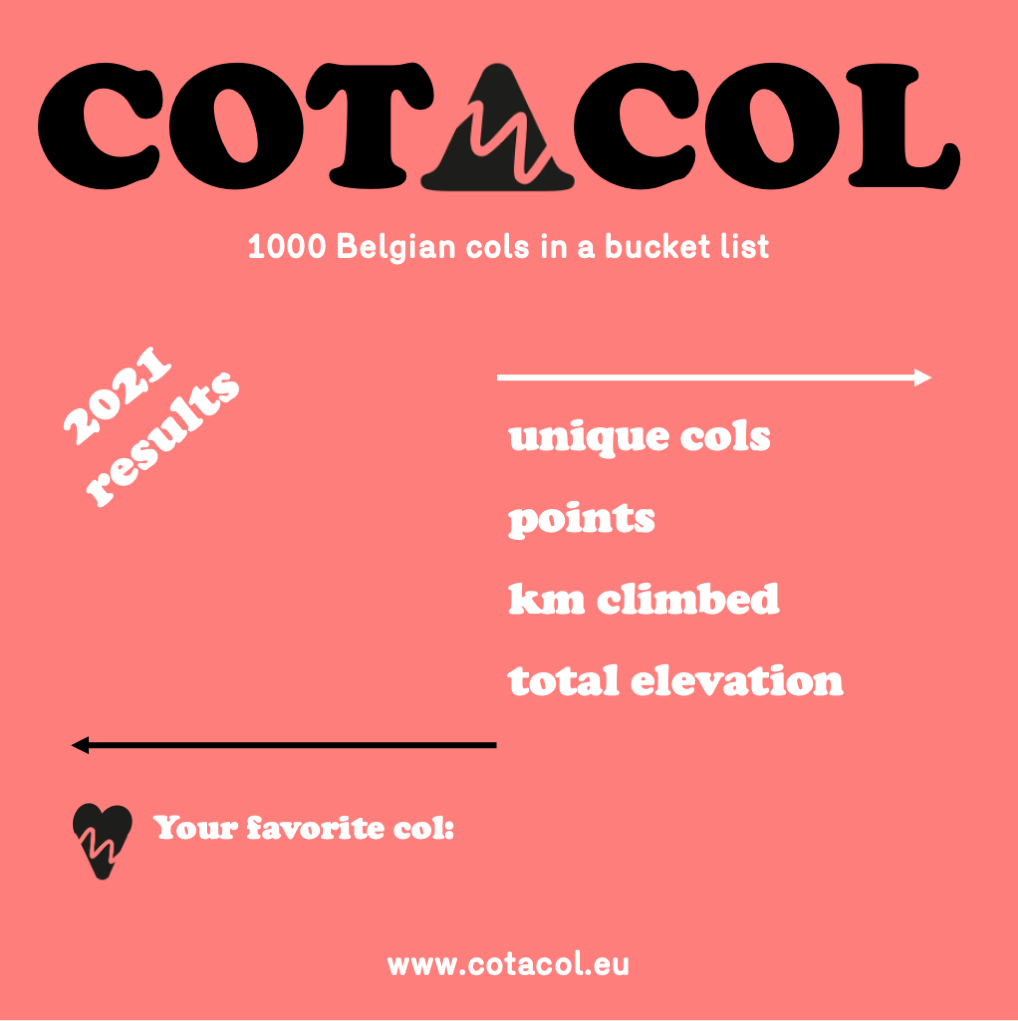 COTACOL
1000 Belgian cols in a bucket list
2021
results
unique cols
points
km climbed
total elevation
Your favorite col:
www.cotacol.eu